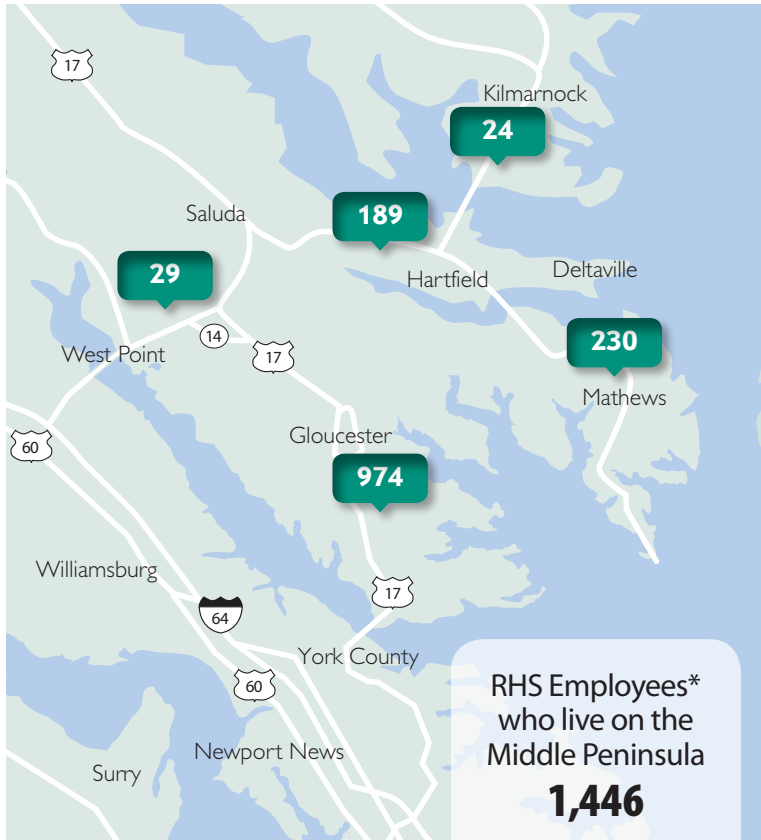 17
Kilmarnock
24
189
Saluda
29
Hartfield
Deltaville
14
West Point
17
230
Mathews
60
Gloucester
974
Williamsburg
17
64
York County
60
Newport News
Surry
RHS Employees*
who live on the
Middle Peninsula
1,446